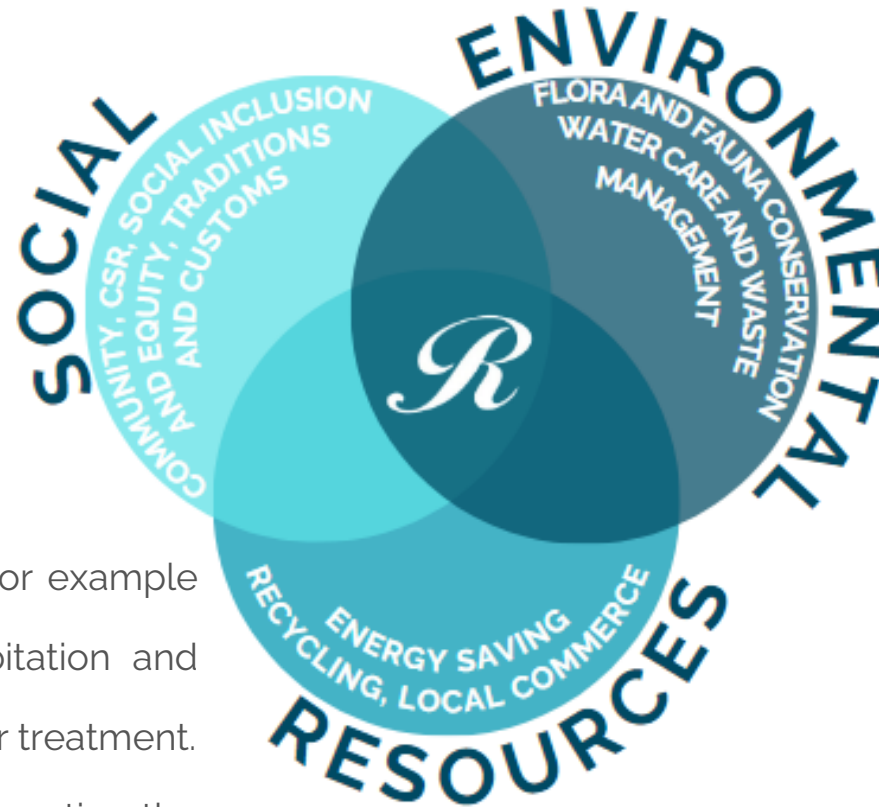 SOCIAL
COMMUNITY, CSR, SOCIAL INCLUSION
AND EQUITY, TRADITIONS
AND CUSTOMS
ENVIRONMENTAL
FLORA AND FAUNA CONSERVATION
WATER CARE AND WASTE
MANAGEMENT
R
ENERGY SAVING
RECYCLING, LOCAL COMMERCE
RESOURCES
or example
and
treatment.